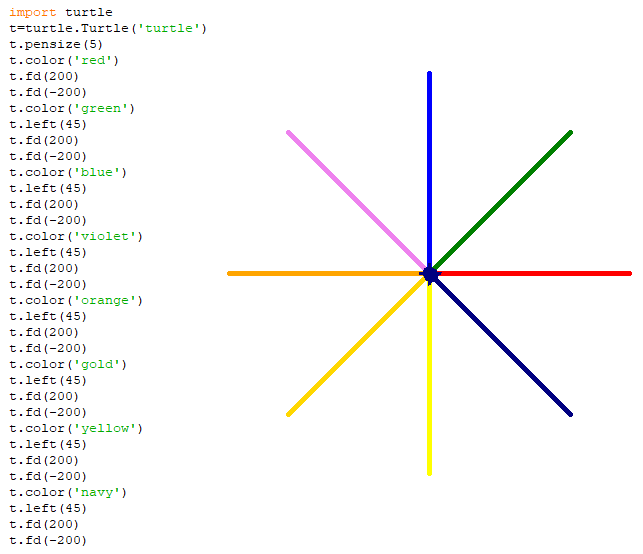 import turtle
t=turtle.Turtle('turtle')
t.pensize(5)
t.color('red')
t.fd(200)
t.fd(-200)
t.color('green')
t.left(45)
t.fd(200)
t.fd(-200)
t.color('blue')
t.left(45)
t.fd(200)
t.fd(-200)
t.color('violet')
t.left(45)
t.fd(200)
t.fd(-200)
t.color('orange')
t.left(45)
t.fd(200)
t.fd(-200)
t.color('gold')
t.left(45)
t.fd(200)
t.fd(-200)
t.color('yellow')
t.left(45)
t.fd(200)
t.fd(-200)
t.color('navy')
t.left(45)
t.fd(200)
t.fd(-200)